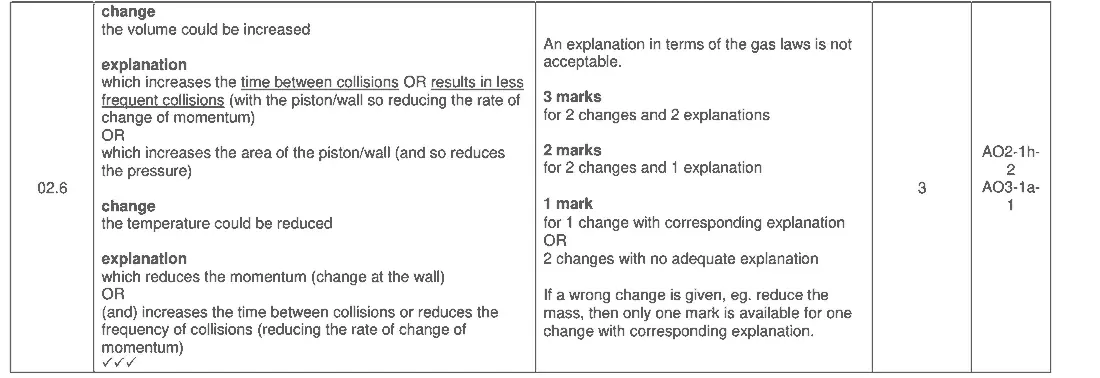 02.6
change
the volume could be increased
explanation
which increases the time between collisions OR results in less
frequent collisions (with the piston/wall so reducing the rate of
change of momentum)
OR
which increases the area of the piston/wall (and so reduces
the pressure)
change
the temperature could be reduced
explanation
which reduces the momentum (change at the wall)
OR
(and) increases the time between collisions or reduces the
frequency of collisions (reducing the rate of change of
momentum)
✓✓✓
An explanation in terms of the gas laws is not
acceptable.
3 marks
for 2 changes and 2 explanations
2 marks
for 2 changes and 1 explanation
1 mark
for 1 change with corresponding explanation
OR
2 changes with no adequate explanation
If a wrong change is given, eg. reduce the
mass, then only one mark is available for one
change with corresponding explanation.
3
AO2-1h-
2
AO3-1a-
1